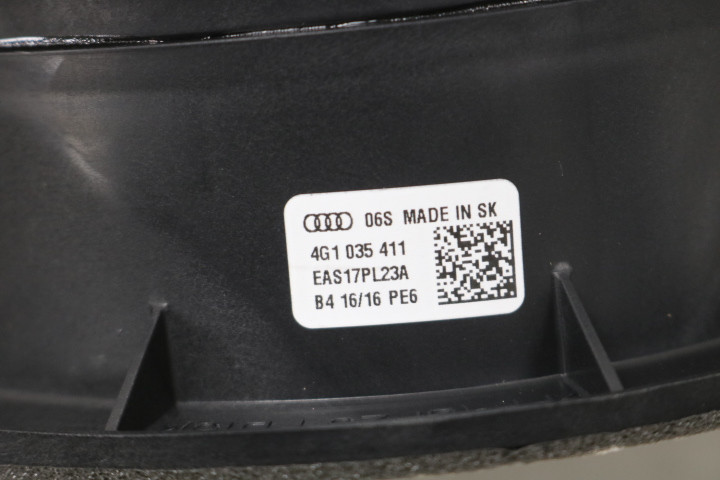 06S MADE IN SK
4G1 035 411
EAS17PL23A
B4 16/16 PE6